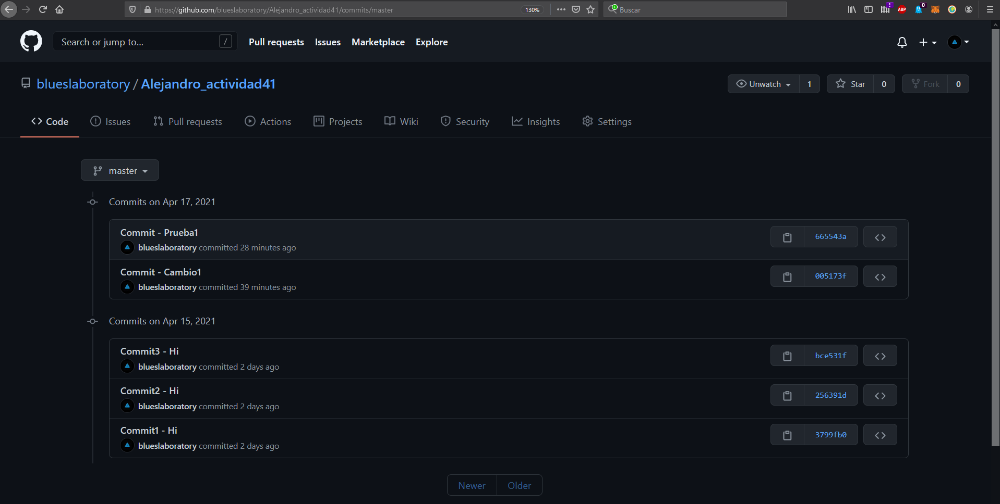 https://github.com/blueslaboratory/Alejandro_actividad41/commits/master
130%
Buscar
!
ABP
0
Search or jump to...
/
Pull requests
Issues
Marketplace
Explore
blueslaboratory / Alejandro_actividad41
Unwatch 1
Star 0
Fork 0
Code
Issues
Pull requests
Actions
Projects
Wiki
Security
Insights
Settings
master
Commits on Apr 17, 2021
Commit - Prueba1
blueslaboratory committed 28 minutes ago
665543a
Commit - Cambio1
blueslaboratory committed 39 minutes ago
005173f
Commits on Apr 15, 2021
Commit3 - Hi
blueslaboratory committed 2 days ago
bce531f
Commit2 - Hi
blueslaboratory committed 2 days ago
256391d
Commit1 - Hi
blueslaboratory committed 2 days ago
3799fb0
Newer
Older